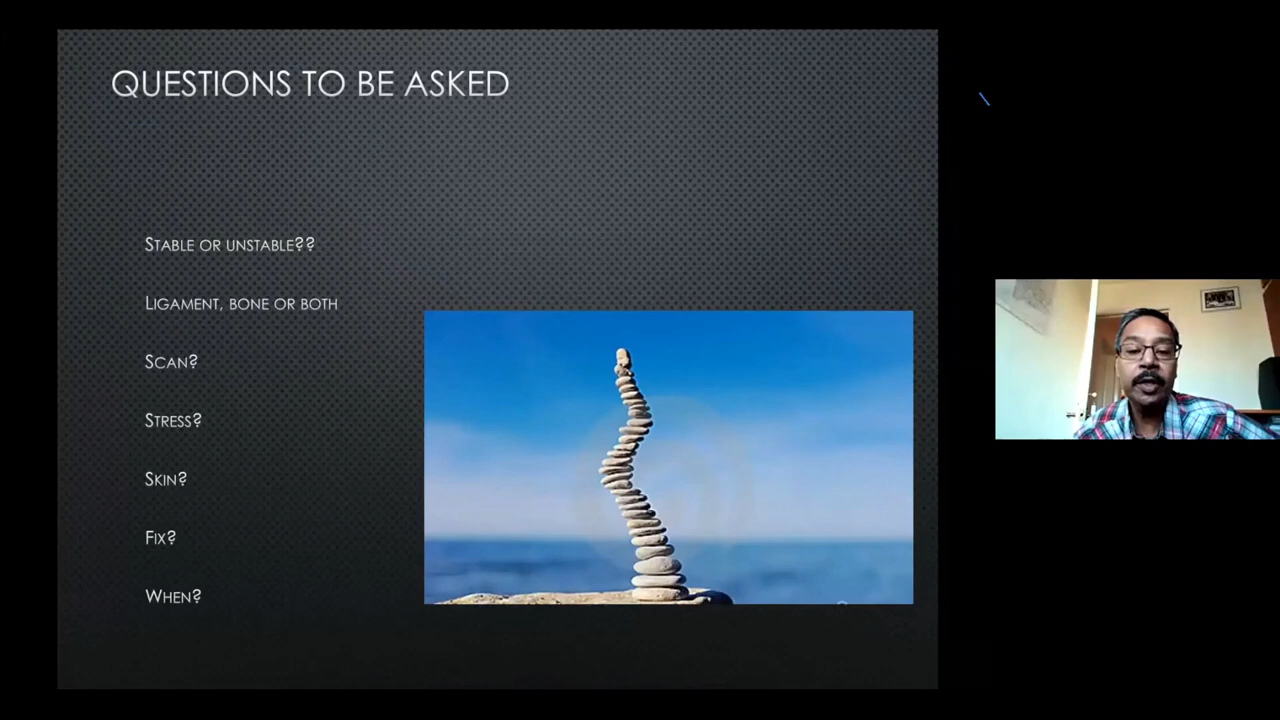 QUESTIONS TO BE ASKED
STABLE OR UNSTABLE??
LIGAMENT, BONE OR BOTH
SCAN?
STRESS?
SKIN?
FIX?
WHEN?